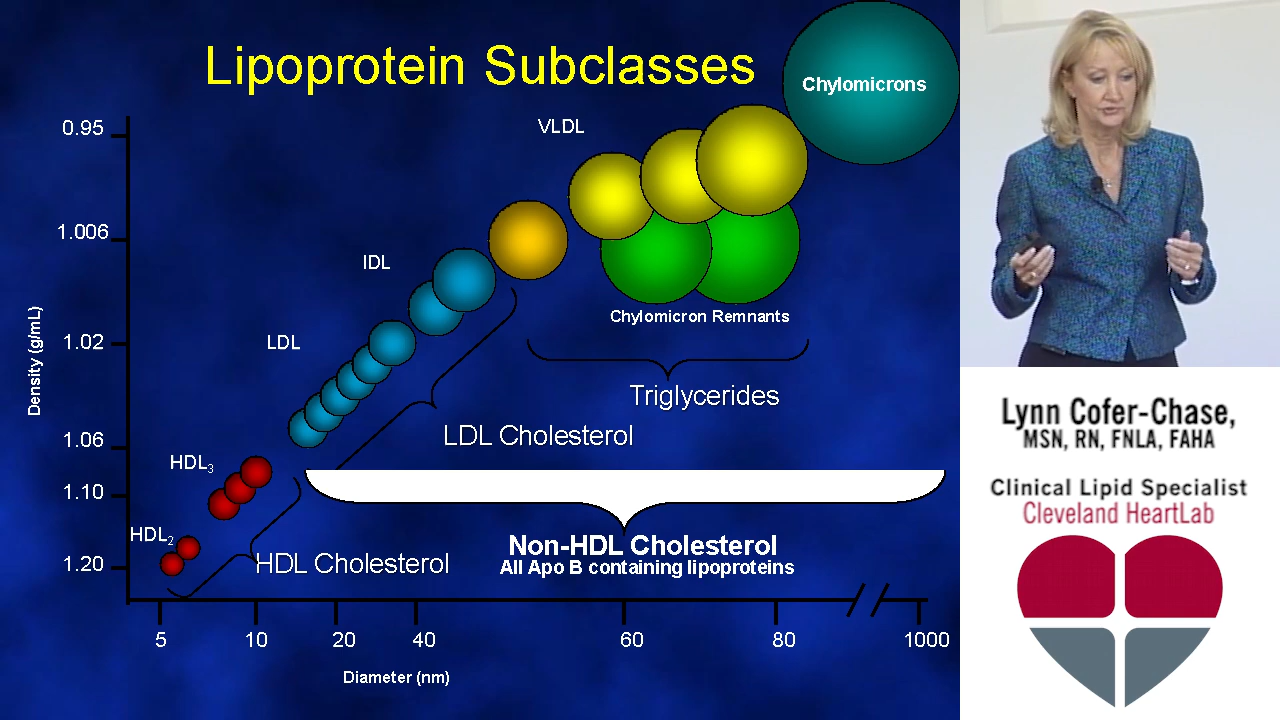 Lipoprotein Subclasses
Chylomicrons
VLDL
0.95
1.006
IDL
Chylomicron Remnants
LDL
1.02
Density (g/mL)
Triglycerides
LDL Cholesterol
1.06
HDL₃
1.10
HDL₂
Non-HDL Cholesterol
All Apo B containing lipoproteins
HDL Cholesterol
1.20
5 10 20 40 60 80 1000
Diameter (nm)
Lynn Cofer-Chase,
MSN, RN, FNLA, FAHA
Clinical Lipid Specialist
Cleveland HeartLab